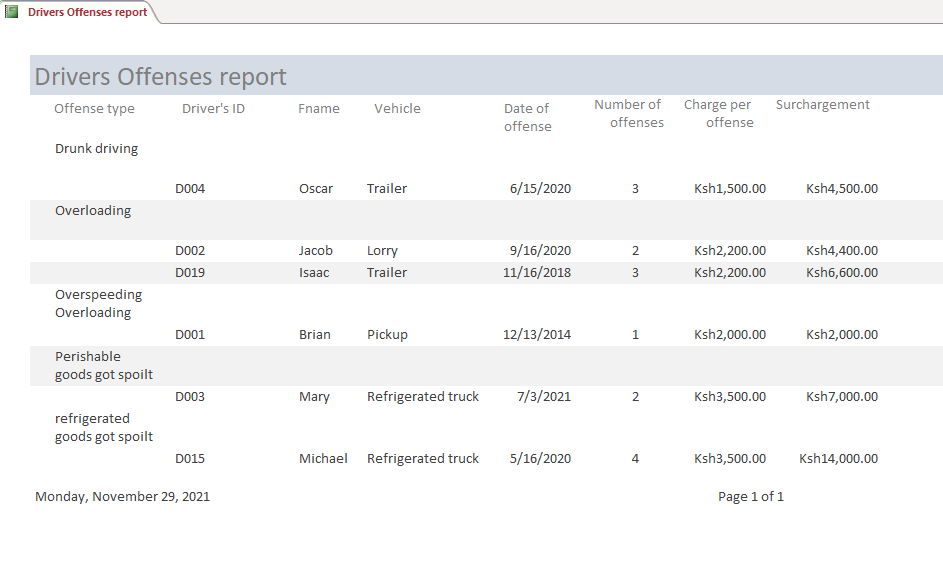 Drivers Offenses report
Drivers Offenses report
Offense type Driver's ID Fname Vehicle Date of offense Number of offenses Charge per offense Surchargement
Drunk driving
D004 Oscar Trailer 6/15/2020 3 Ksh1,500.00 Ksh4,500.00
Overloading
D002 Jacob Lorry 9/16/2020 2 Ksh2,200.00 Ksh4,400.00
D019 Isaac Trailer 11/16/2018 3 Ksh2,200.00 Ksh6,600.00
Overspeeding
Overloading
D001 Brian Pickup 12/13/2014 1 Ksh2,000.00 Ksh2,000.00
Perishable
goods got spoilt
D003 Mary Refrigerated truck 7/3/2021 2 Ksh3,500.00 Ksh7,000.00
refrigerated
goods got spoilt
D015 Michael Refrigerated truck 5/16/2020 4 Ksh3,500.00 Ksh14,000.00
Monday, November 29, 2021 Page 1 of 1